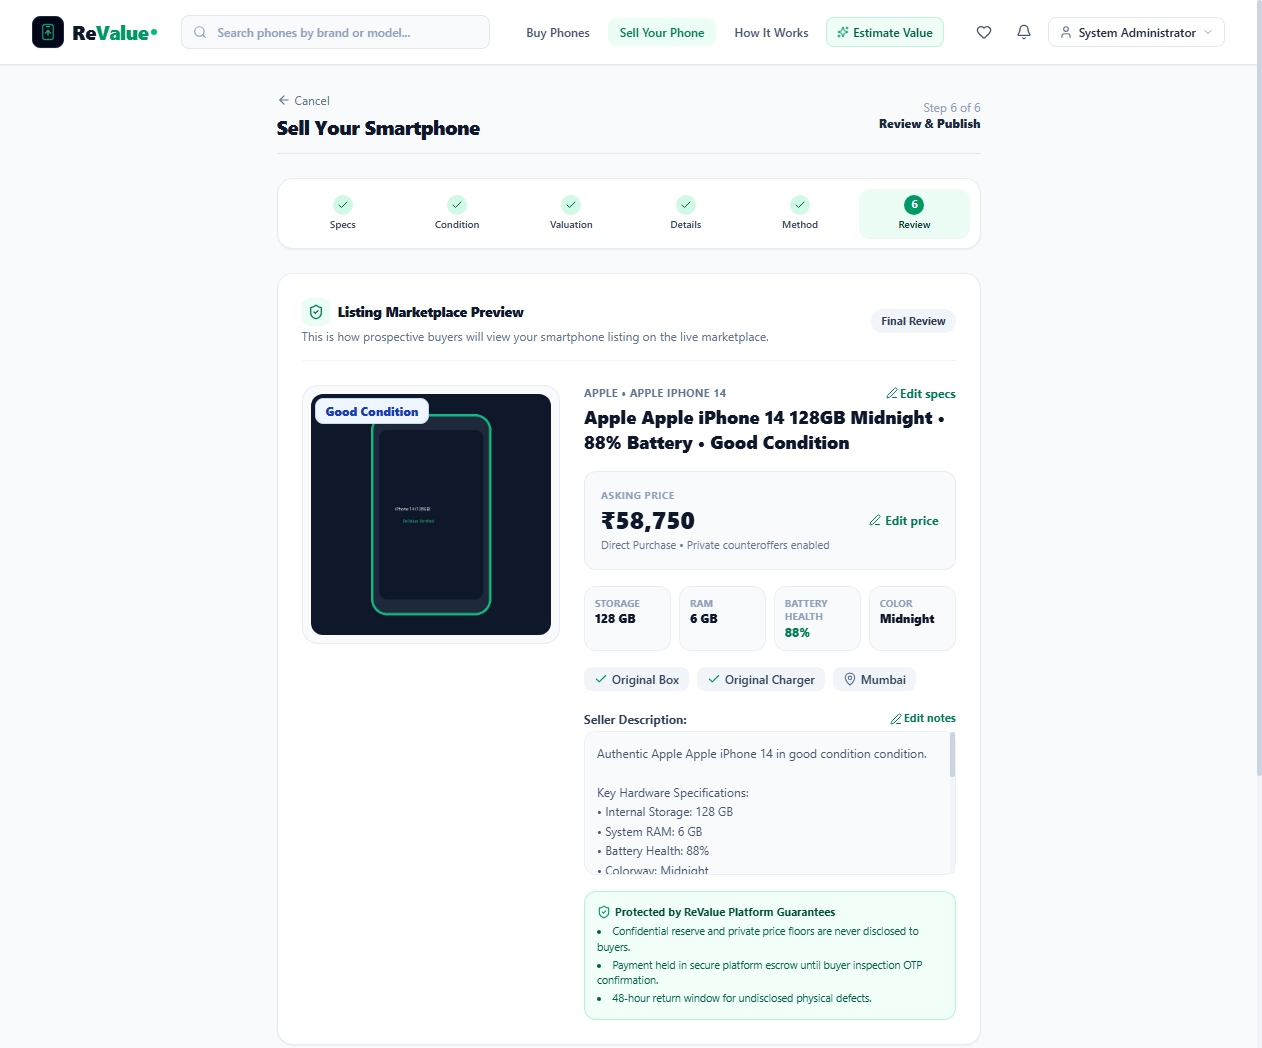 ReValue
Search phones by brand or model...
Buy Phones
Sell Your Phone
How It Works
Estimate Value
System Administrator
Cancel
Sell Your Smartphone
Step 6 of 6
Review & Publish
Specs
Condition
Valuation
Details
Method
6
Review
Listing Marketplace Preview
This is how prospective buyers will view your smartphone listing on the live marketplace.
Final Review
Good Condition
iPhone 14 (128GB)
ReValue Verified
APPLE • APPLE IPHONE 14
Edit specs
Apple Apple iPhone 14 128GB Midnight •
88% Battery • Good Condition
ASKING PRICE
₹58,750
Direct Purchase • Private counteroffers enabled
Edit price
STORAGE
128 GB
RAM
6 GB
BATTERY
HEALTH
88%
COLOR
Midnight
Original Box
Original Charger
Mumbai
Seller Description:
Edit notes
Authentic Apple Apple iPhone 14 in good condition condition.
Key Hardware Specifications:
• Internal Storage: 128 GB
• System RAM: 6 GB
• Battery Health: 88%
• Colorway: Midnight
Protected by ReValue Platform Guarantees
• Confidential reserve and private price floors are never disclosed to
buyers.
• Payment held in secure platform escrow until buyer inspection OTP
confirmation.
• 48-hour return window for undisclosed physical defects.